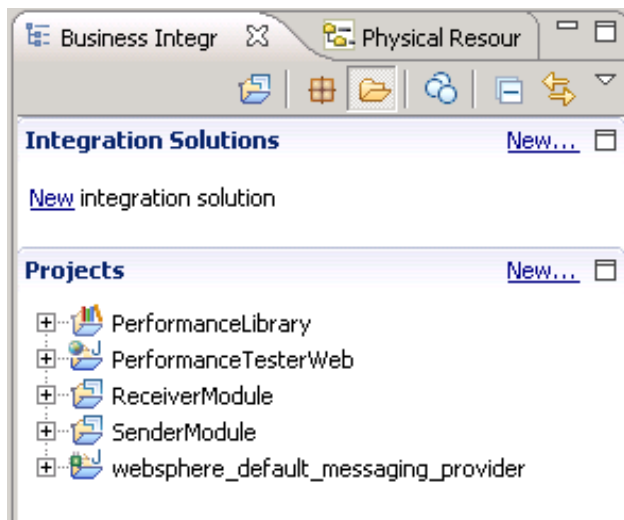 Business Integr Physical Resour
Integration Solutions New...
New integration solution
Projects New...
PerformanceLibrary
PerformanceTesterWeb
ReceiverModule
SenderModule
websphere_default_messaging_provider